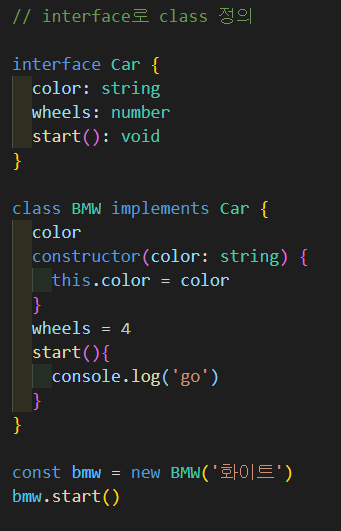 // interface로 class 정의
interface Car {
color: string
wheels: number
start(): void
}
class BMW implements Car {
color
constructor(color: string) {
this.color = color
}
wheels = 4
start(){
console.log('go')
}
}
const bmw = new BMW('화이트')
bmw.start()